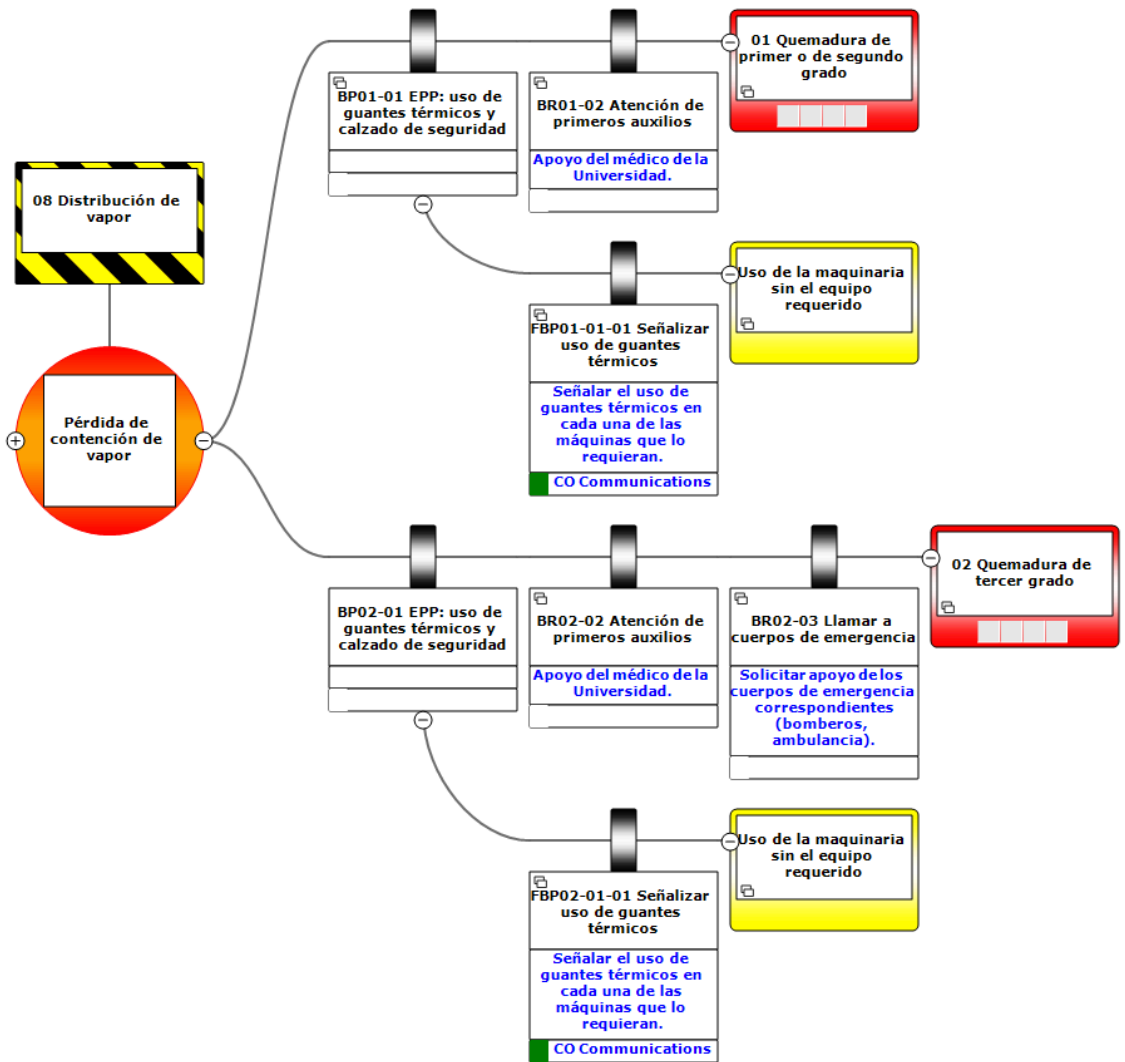 01 Quemadura de
primer o de segundo
grado
BP01-01 EPP: uso de
guantes térmicos y
calzado de seguridad
BR01-02 Atención de
primeros auxilios
Apoyo del médico de la
Universidad.
08 Distribución de
vapor
Uso de la maquinaria
sin el equipo
requerido
FBP01-01-01 Señalizar
uso de guantes
térmicos
Señalar el uso de
guantes térmicos en
cada una de las
máquinas que lo
requieran.
CO Communications
Pérdida de
contención de
vapor
02 Quemadura de
tercer grado
BP02-01 EPP: uso de
guantes térmicos y
calzado de seguridad
BR02-02 Atención de
primeros auxilios
Apoyo del médico de la
Universidad.
BR02-03 Llamar a
cuerpos de emergencia
Solicitar apoyo de los
cuerpos de emergencia
correspondientes
(bomberos,
ambulancia).
Uso de la maquinaria
sin el equipo
requerido
FBP02-01-01 Señalizar
uso de guantes
térmicos
Señalar el uso de
guantes térmicos en
cada una de las
máquinas que lo
requieran.
CO Communications